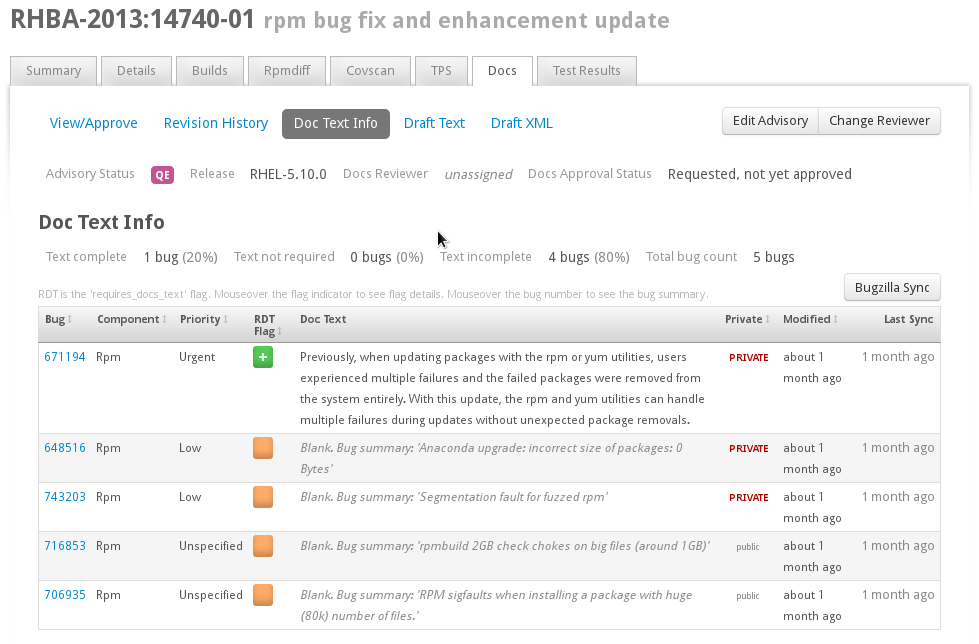 RHBA-2013:14740-01 rpm bug fix and enhancement update
Summary Details Builds Rpmdiff Covscan TPS Docs Test Results
View/Approve Revision History Doc Text Info Draft Text Draft XML Edit Advisory Change Reviewer
Advisory Status QE Release RHEL-5.10.0 Docs Reviewer unassigned Docs Approval Status Requested, not yet approved
Doc Text Info
Text complete 1 bug (20%) Text not required 0 bugs (0%) Text incomplete 4 bugs (80%) Total bug count 5 bugs
Bugzilla Sync
RDT is the 'requires_docs_text' flag. Mouseover the flag indicator to see flag details. Mouseover the bug number to see the bug summary.
Bug Component Priority RDT Doc Text Private Modified Last Sync
Flag
671194 Rpm Urgent + Previously, when updating packages with the rpm or yum utilities, users PRIVATE about 1 1 month ago
experienced multiple failures and the failed packages were removed from month ago
the system entirely. With this update, the rpm and yum utilities can handle
multiple failures during updates without unexpected package removals.
648516 Rpm Low Blank. Bug summary: 'Anaconda upgrade: incorrect size of packages: 0 PRIVATE about 1 1 month ago
Bytes' month ago
743203 Rpm Low Blank. Bug summary: 'Segmentation fault for fuzzed rpm' PRIVATE about 1 1 month ago
month ago
716853 Rpm Unspecified Blank. Bug summary: 'rpmbuild 2GB check chokes on big files (around 1GB)' public about 1 1 month ago
month ago
706935 Rpm Unspecified Blank. Bug summary: 'RPM sigfaults when installing a package with huge public about 1 1 month ago
(80k) number of files.' month ago